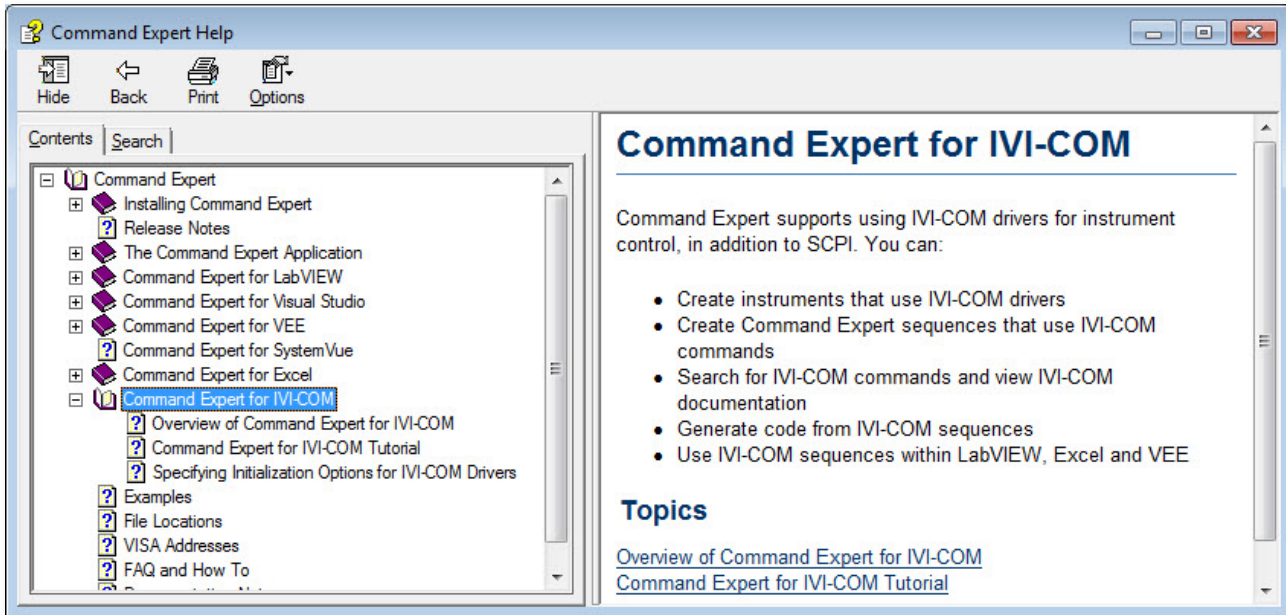 Command Expert Help
Hide Back Print Options
Contents Search
Command Expert
Installing Command Expert
Release Notes
The Command Expert Application
Command Expert for LabVIEW
Command Expert for Visual Studio
Command Expert for VEE
Command Expert for SystemVue
Command Expert for Excel
Command Expert for IVI-COM
Overview of Command Expert for IVI-COM
Command Expert for IVI-COM Tutorial
Specifying Initialization Options for IVI-COM Drivers
Examples
File Locations
VISA Addresses
FAQ and How To
Command Expert for IVI-COM
Command Expert supports using IVI-COM drivers for instrument
control, in addition to SCPI. You can:
• Create instruments that use IVI-COM drivers
• Create Command Expert sequences that use IVI-COM
commands
• Search for IVI-COM commands and view IVI-COM
documentation
• Generate code from IVI-COM sequences
• Use IVI-COM sequences within LabVIEW, Excel and VEE
Topics
Overview of Command Expert for IVI-COM
Command Expert for IVI-COM Tutorial